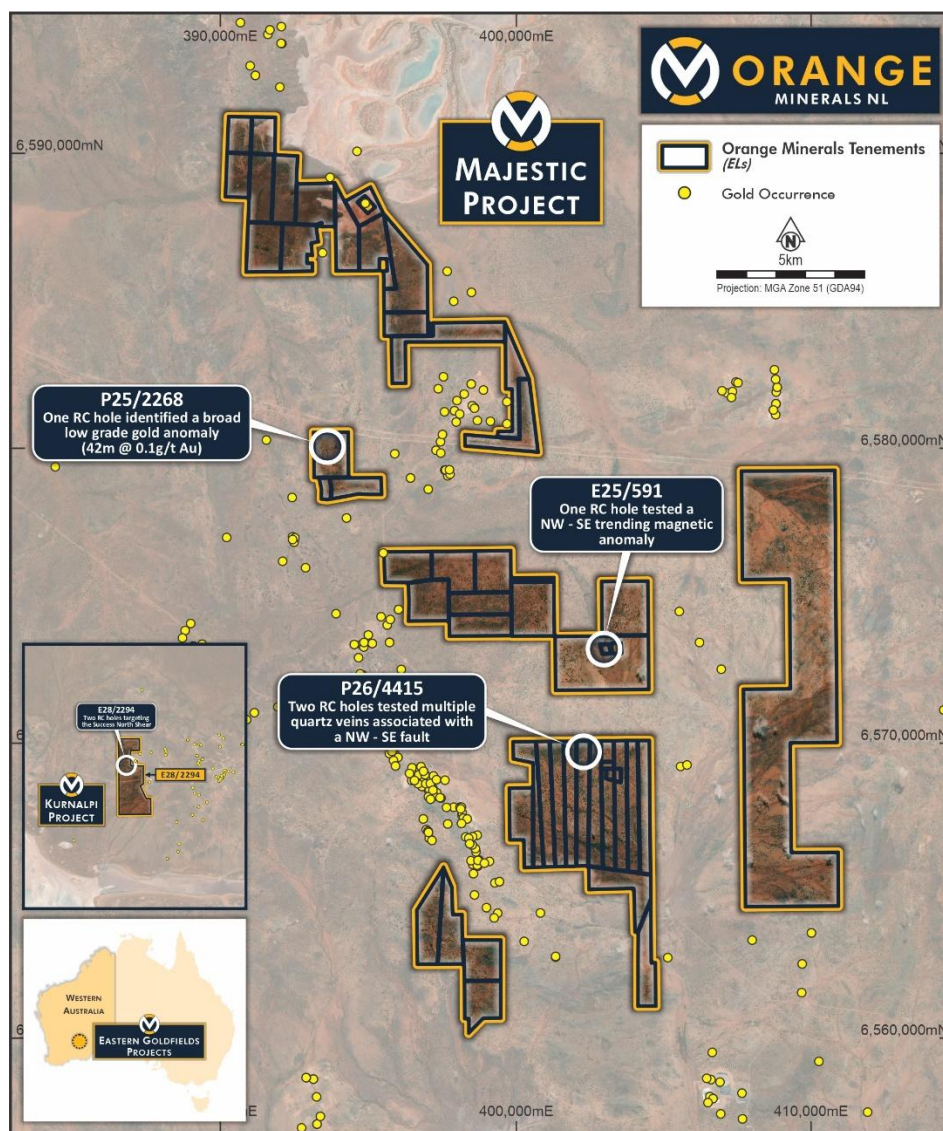 390,000mE
400,000mE
ORANGE
MINERALS NL
Orange Minerals Tenements
(ELs)
Gold Occurrence
N
5km
Projection: MGA Zone 51 (GDA94)
MAJESTIC
PROJECT
6,590,000mN
P25/2268
One RC hole identified a broad
low grade gold anomaly
(42m @ 0.1g/t Au)
6,580,000mN
E25/591
One RC hole tested a
NW - SE trending magnetic
anomaly
P26/4415
Two RC holes tested multiple
quartz veins associated with
a NW - SE fault
6,570,000mN
E28/2294
Two RC holes targeting
the Success North Shear
E28/2294
KURNALPI
PROJECT
WESTERN
AUSTRALIA
EASTERN GOLDFIELDS
PROJECTS
6,560,000mN
400,000mE
410,000mE